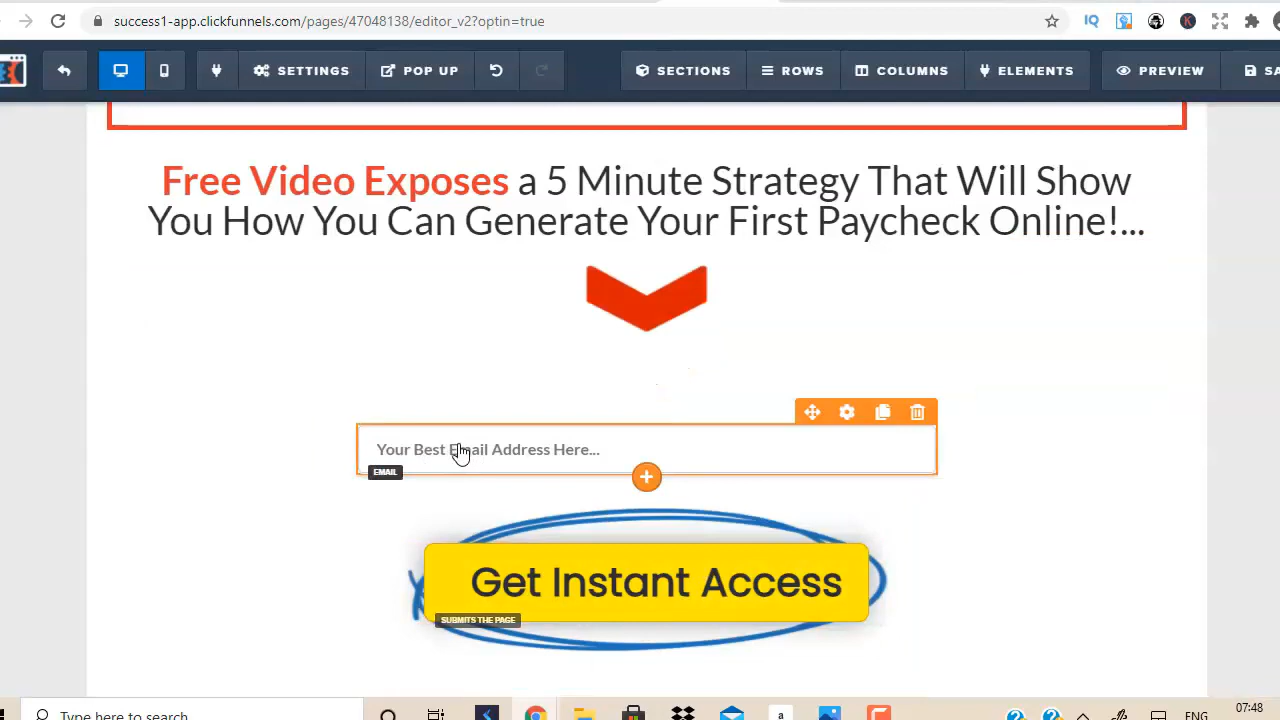 success1-app.clickfunnels.com/pages/47048138/editor_v2?optin=true
IQ
K
SETTINGS
POP UP
SECTIONS
ROWS
COLUMNS
ELEMENTS
PREVIEW
SA
Free Video Exposes a 5 Minute Strategy That Will Show
You How You Can Generate Your First Paycheck Online!...
Your Best Email Address Here...
EMAIL
Get Instant Access
SUBMITS THE PAGE
Type here to search
a
ENG
07:48